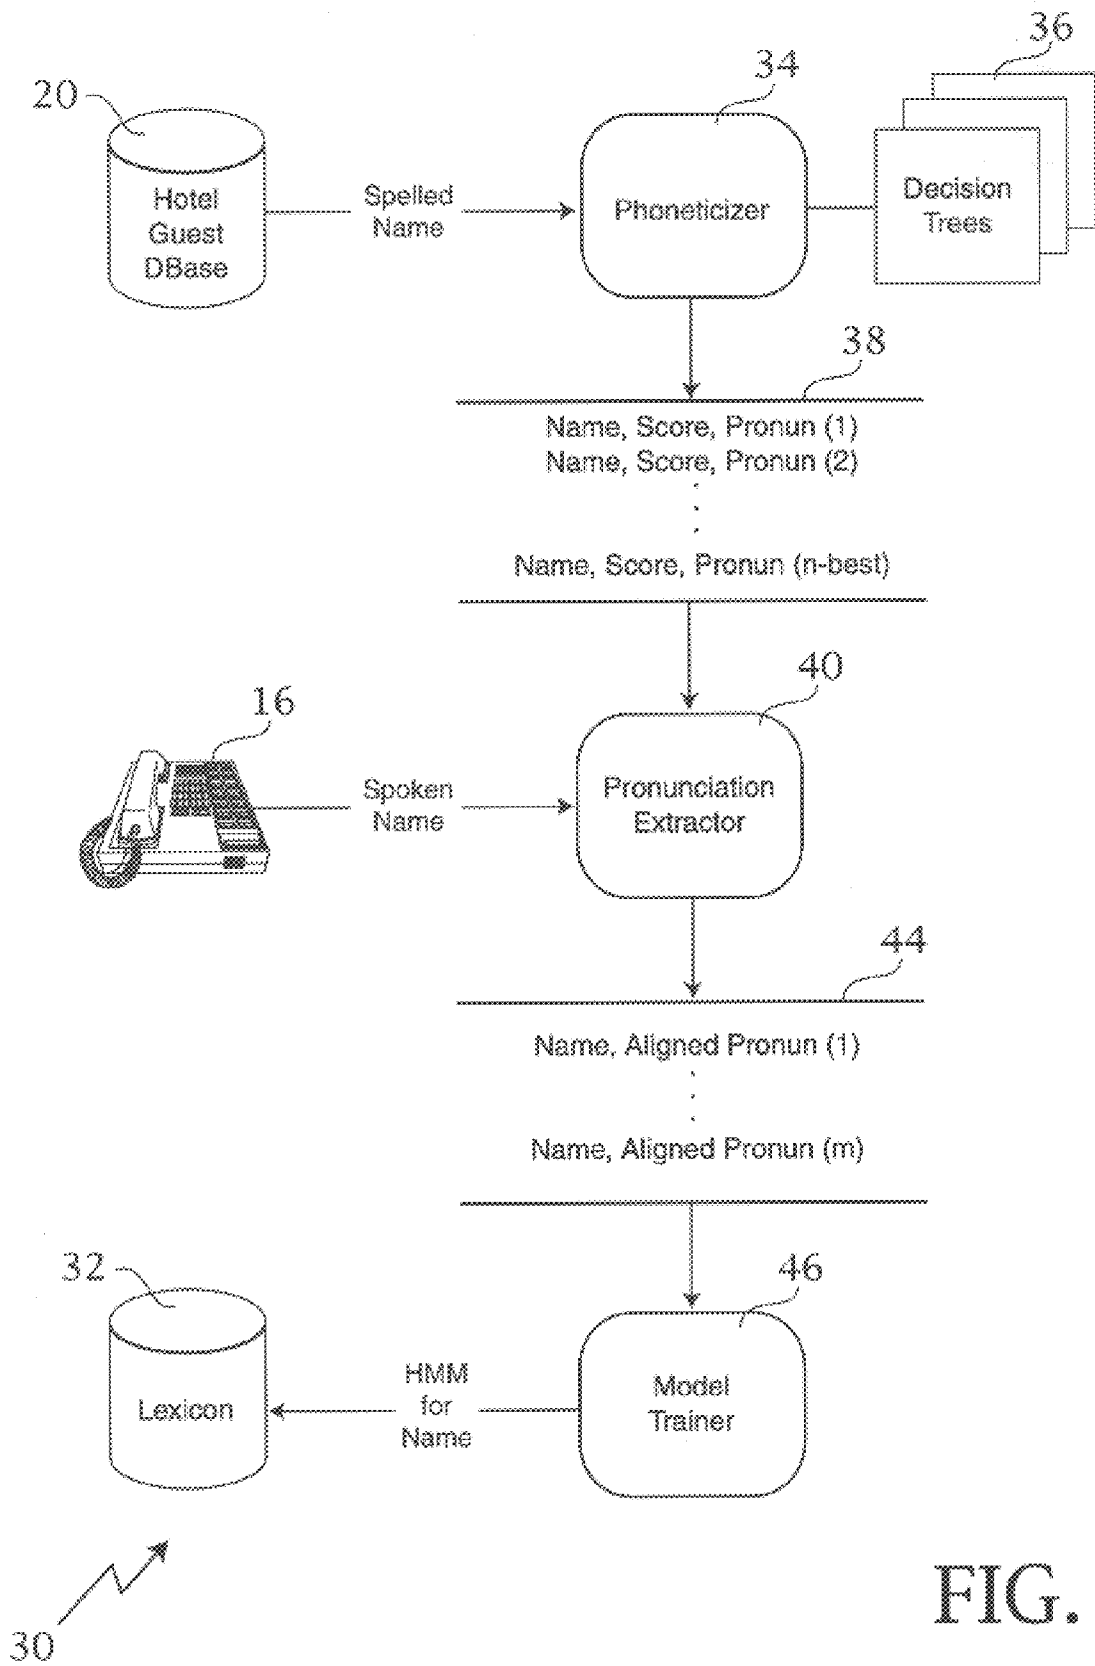 36
34
20
Hotel
Guest
DBase
Spelled
Name
Phoneticizer
Decision
Trees
38
Name, Score, Pronun (1)
Name, Score, Pronun (2)
Name, Score, Pronun (n-best)
40
16
Spoken
Name
Pronunciation
Extractor
44
Name, Aligned Pronun (1)
Name, Aligned Pronun (m)
32
46
Lexicon
HMM
for
Name
Model
Trainer
30
FIG.